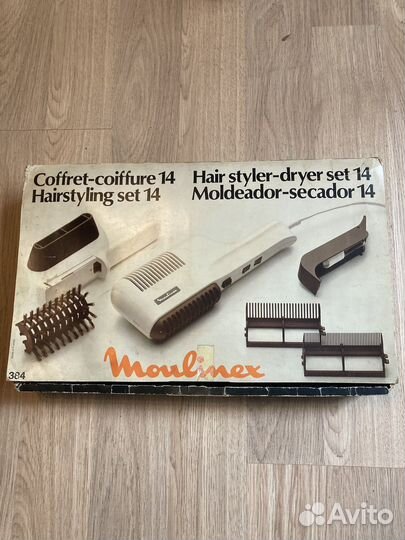 Coffret-coiffure 14
Hairstyling set 14
Hair styler-dryer set 14
Moldeador-secador 14
Moulinex
Moulinex
384
Avito